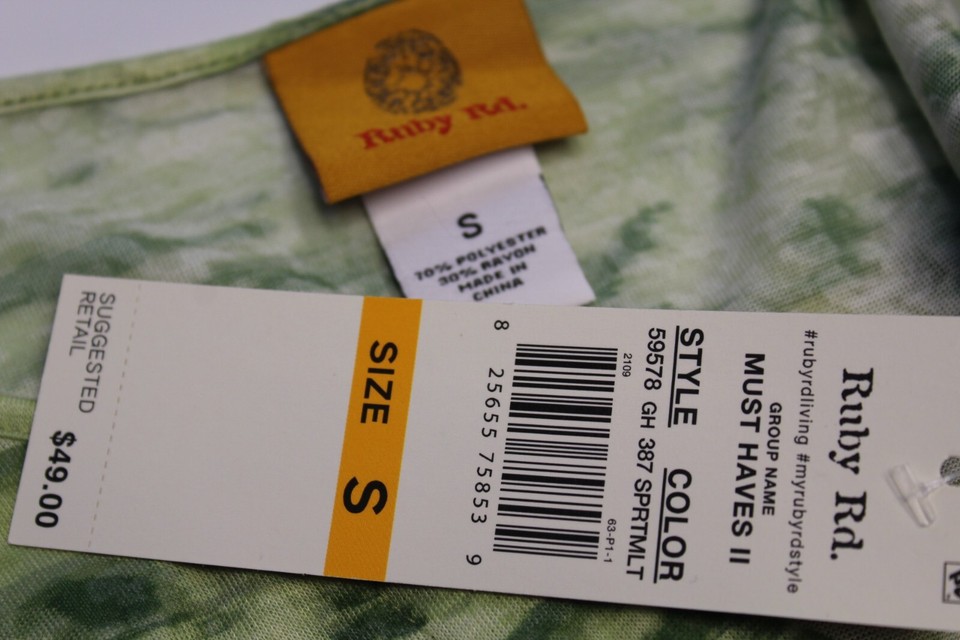 Ruby Rd.
S
70% POLYESTER
30% RAYON
MADE IN
CHINA
Ruby Rd.
#rubyrdliving #myrubyrdstyle
GROUP NAME
MUST HAVES II
STYLE COLOR
59578 GH 387 SPRTMLT
2109
63-P1-1
8 25655 75853 9
SIZE S
SUGGESTED
RETAIL $49.00